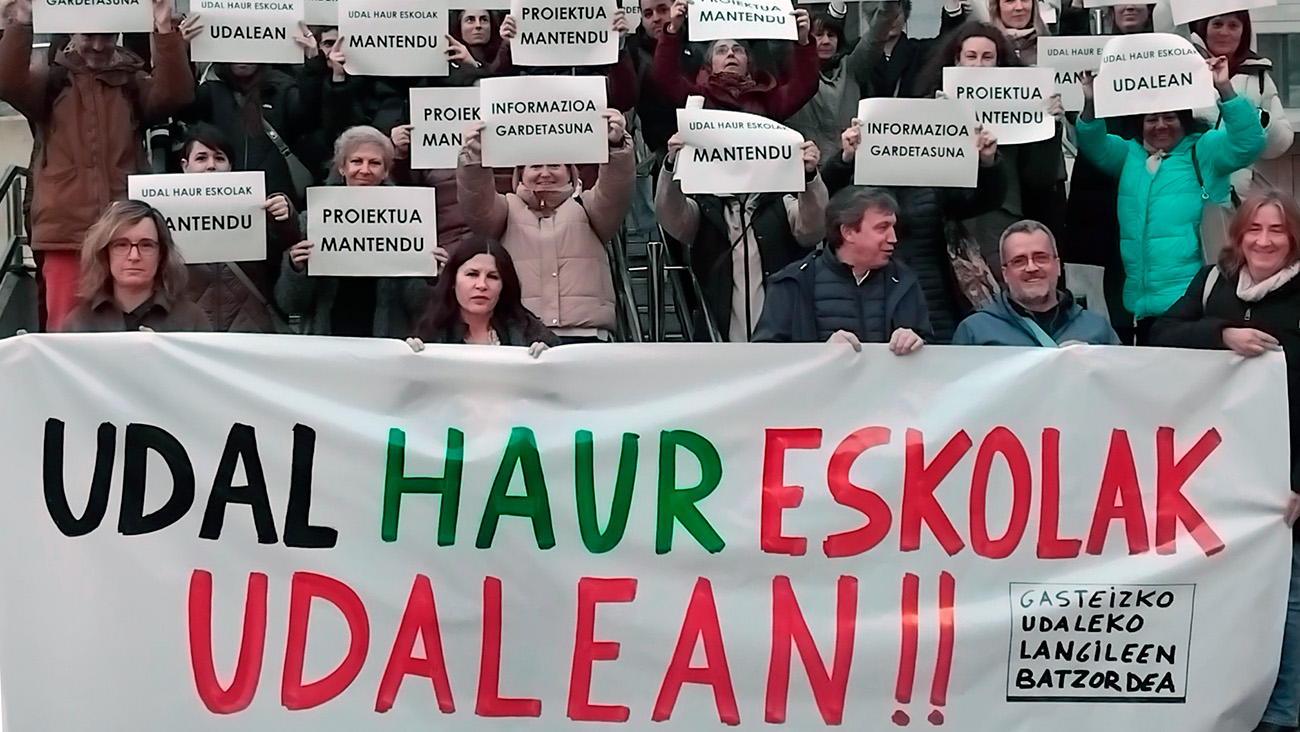 GARDETASUNA
UDAL HAUR ESKOLAK
UDALEAN
UDAL HAUR ESKOLAK
MANTENDU
PROIEKTUA
MANTENDU
MANTENDU
UDAL HAUR
UDAL HAUR ESKOLAK
UDALEAN
PROIEKTUA
MANTENDU
INFORMAZIOA
GARDETASUNA
UDAL HAUR ESKOLAK
MANTENDU
INFORMAZIOA
GARDETASUNA
UDAL HAUR ESKOLAK
MANTENDU
PROIEKTUA
MANTENDU
UDAL HAUR ESKOLAK
UDALEAN!!
GASTEIZKO
UDALEKO
LANGILEEN
BATZORDEA